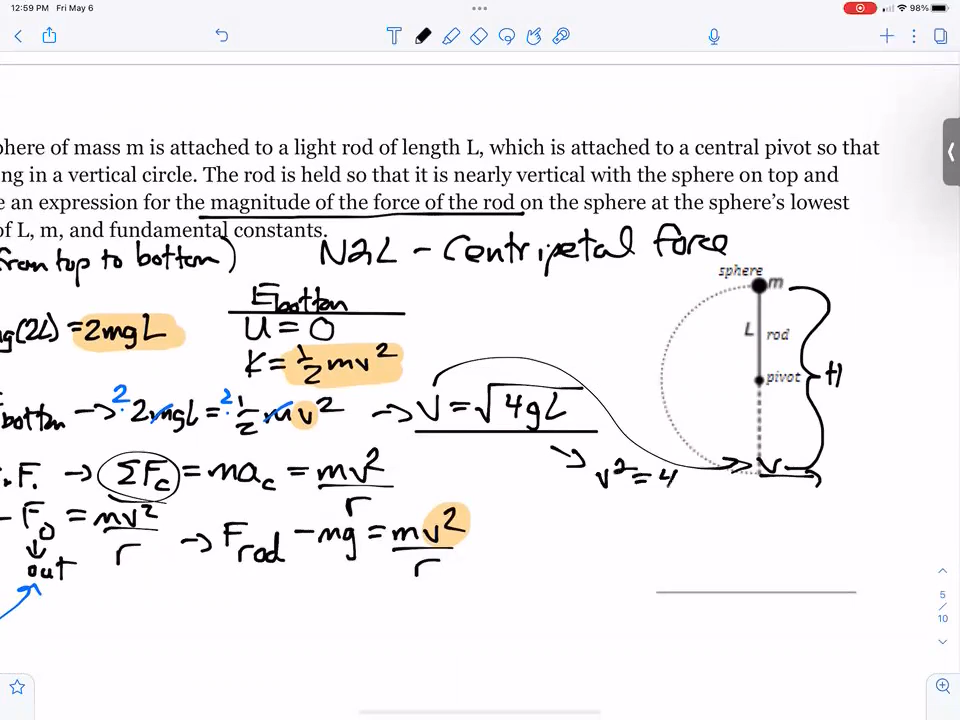 12:59 PM Fri May 6
98%
phere of mass m is attached to a light rod of length L, which is attached to a central pivot so that
ng in a vertical circle. The rod is held so that it is nearly vertical with the sphere on top and
e an expression for the magnitude of the force of the rod on the sphere at the sphere's lowest
of L, m, and fundamental constants.
from top to bottom)
N2L - Centripetal force
sphere
m
E bottom
U = 0
ng(2L) = 2mgL
K = 1/2 mv²
L rod
pivot
H
bottom → 2 2mgL = 2 1/2 mv² → v = √4gL
v
v² = 4
.F. → ΣFc = mac = mv²/r
- Fo = mv²/r → Frod - mg = mv²/r
out
5
/
10